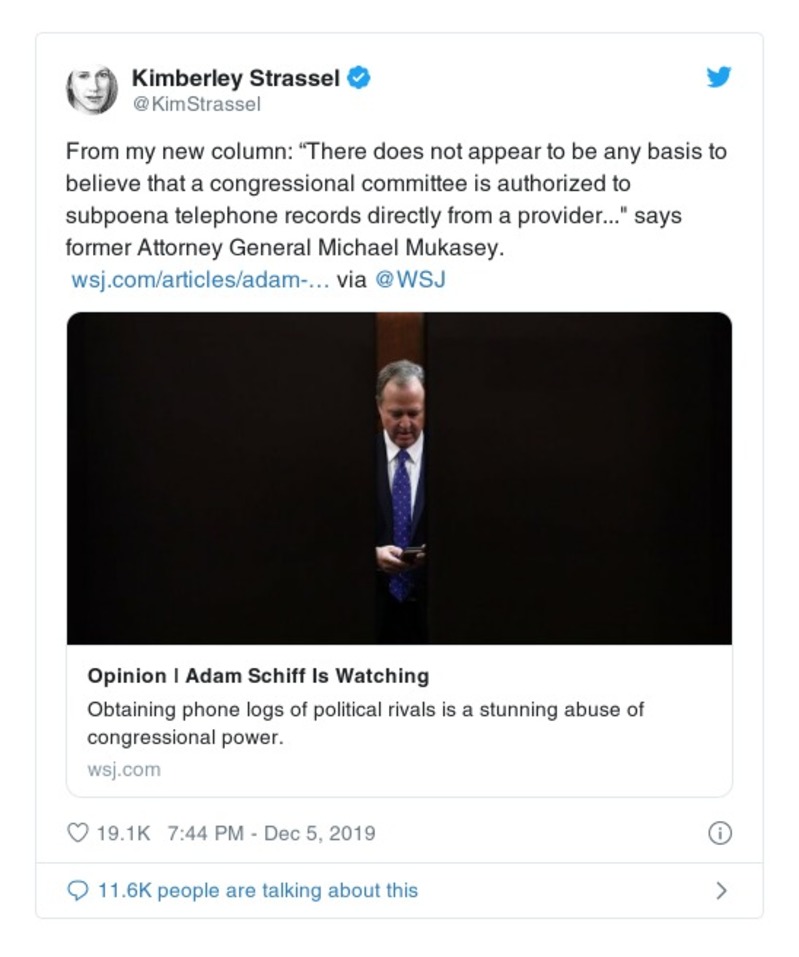 Kimberley Strassel
@KimStrassel
From my new column: “There does not appear to be any basis to
believe that a congressional committee is authorized to
subpoena telephone records directly from a provider..." says
former Attorney General Michael Mukasey.
wsj.com/articles/adam-… via @WSJ
Opinion | Adam Schiff Is Watching
Obtaining phone logs of political rivals is a stunning abuse of
congressional power.
wsj.com
19.1K 7:44 PM - Dec 5, 2019
11.6K people are talking about this